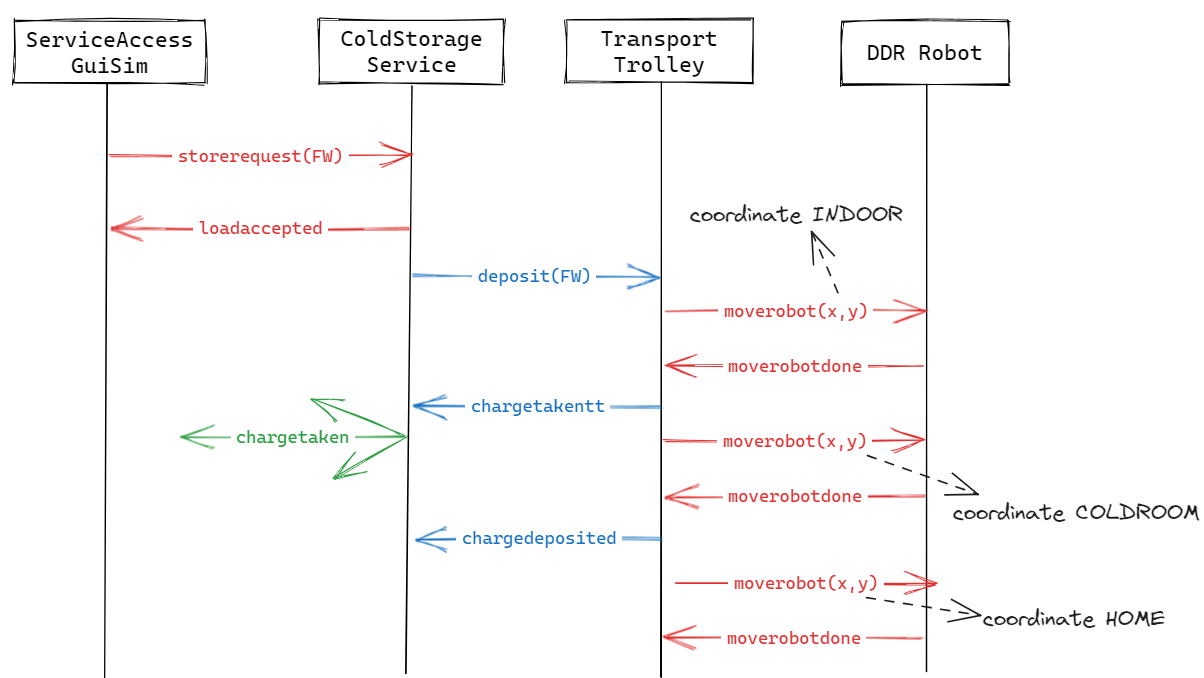 ServiceAccess
GuiSim
ColdStorage
Service
Transport
Trolley
DDR Robot
storerequest(FW)
loadaccepted
coordinate INDOOR
deposit(FW)
moverobot(x,y)
moverobotdone
chargetakentt
chargetaken
moverobot(x,y)
moverobotdone
coordinate COLDROOM
chargedeposited
moverobot(x,y)
coordinate HOME
moverobotdone